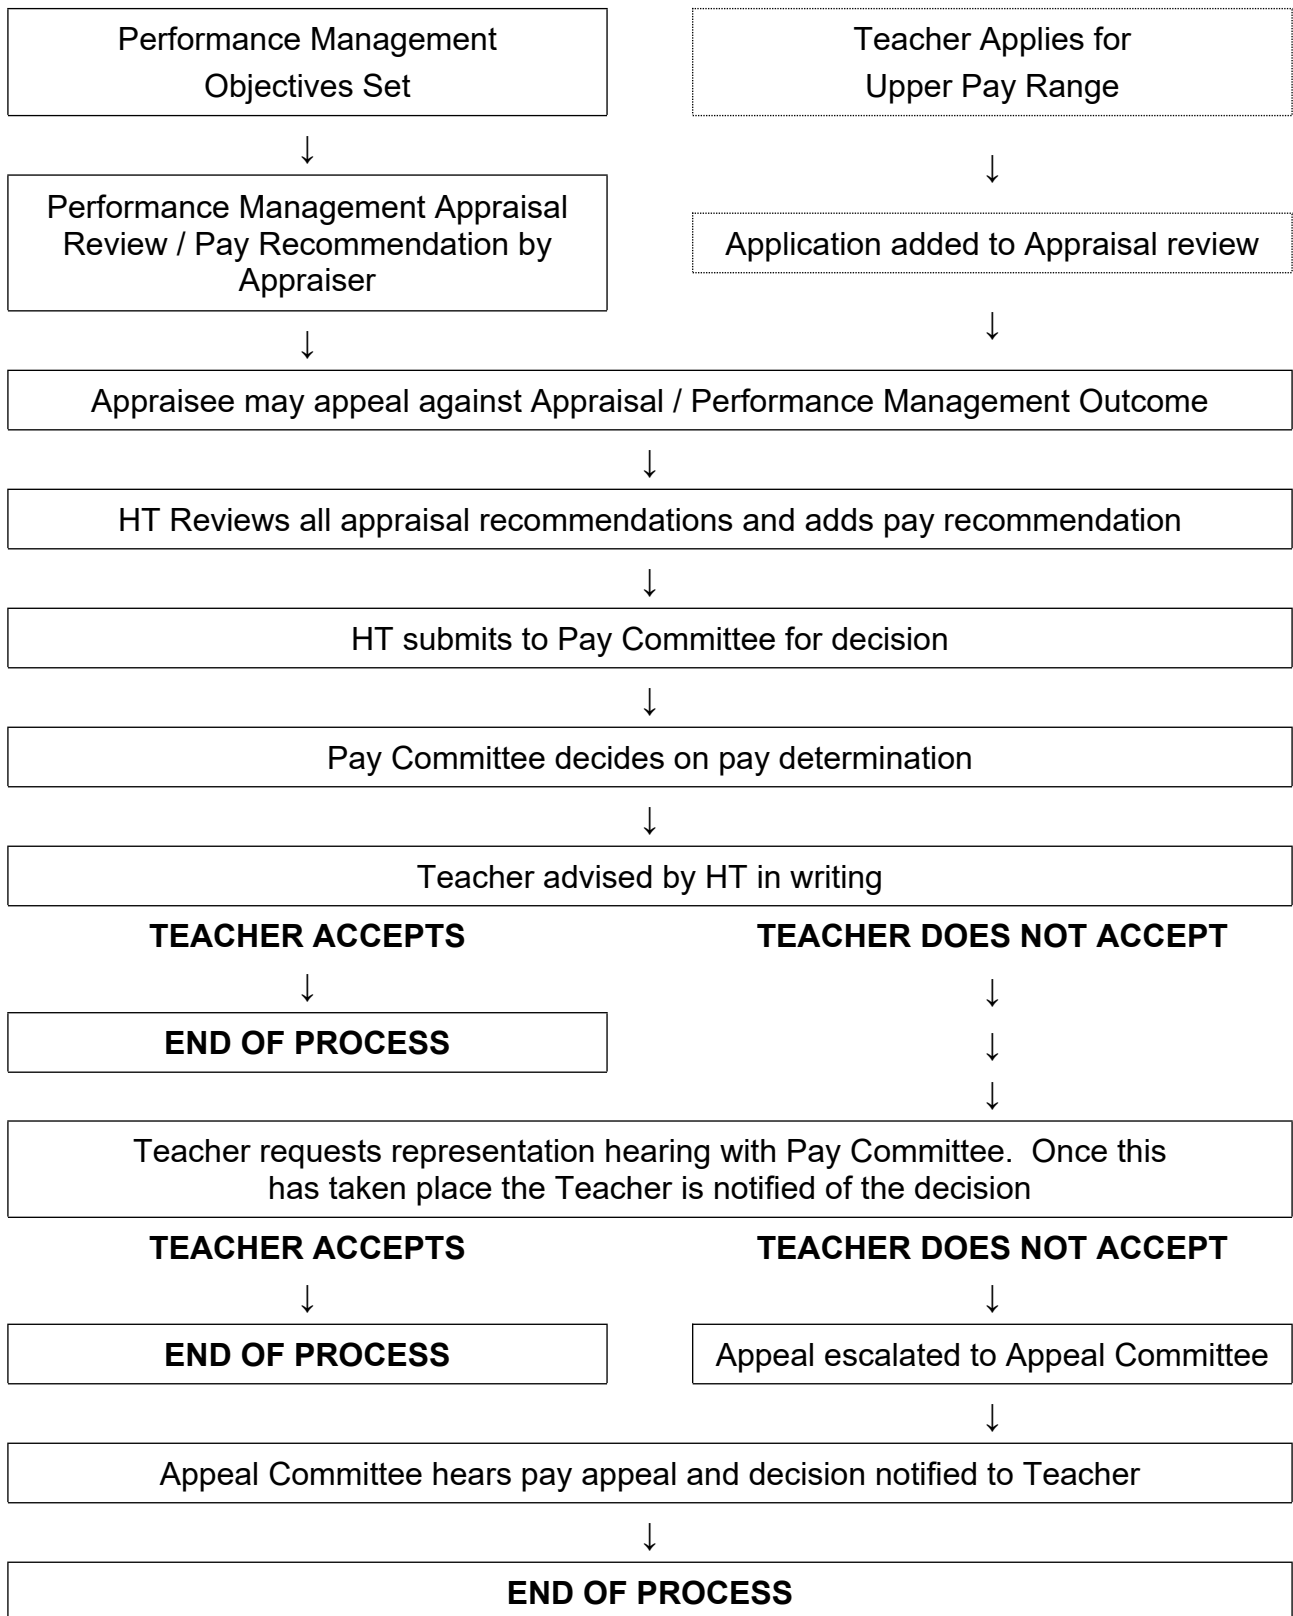 Performance Management
Objectives Set
Teacher Applies for
Upper Pay Range
↓
↓
Performance Management Appraisal
Review / Pay Recommendation by
Appraiser
Application added to Appraisal review
↓
↓
Appraisee may appeal against Appraisal / Performance Management Outcome
↓
HT Reviews all appraisal recommendations and adds pay recommendation
↓
HT submits to Pay Committee for decision
↓
Pay Committee decides on pay determination
↓
Teacher advised by HT in writing
TEACHER ACCEPTS
TEACHER DOES NOT ACCEPT
↓
↓
END OF PROCESS
↓
↓
Teacher requests representation hearing with Pay Committee.  Once this
has taken place the Teacher is notified of the decision
TEACHER ACCEPTS
TEACHER DOES NOT ACCEPT
↓
↓
END OF PROCESS
Appeal escalated to Appeal Committee
↓
Appeal Committee hears pay appeal and decision notified to Teacher
↓
END OF PROCESS